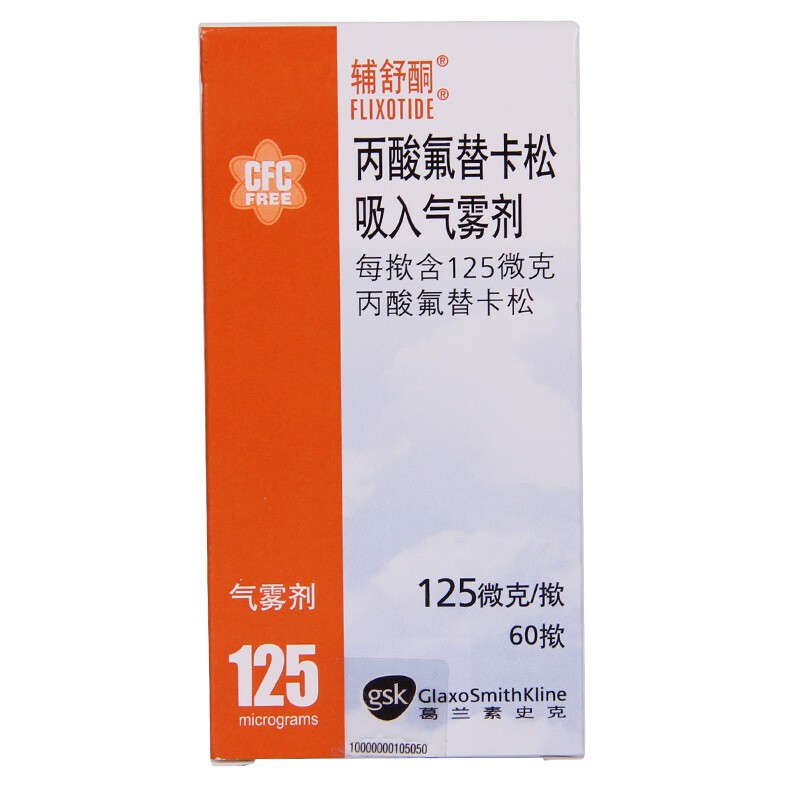 辅舒酮®
FLIXOTIDE®
丙酸氟替卡松
吸入气雾剂
每揿含125微克
丙酸氟替卡松
CFC
FREE
气雾剂
125
micrograms
125微克/揿
60揿
gsk GlaxoSmithKline
葛兰素史克
10000000105050